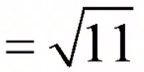 = √11